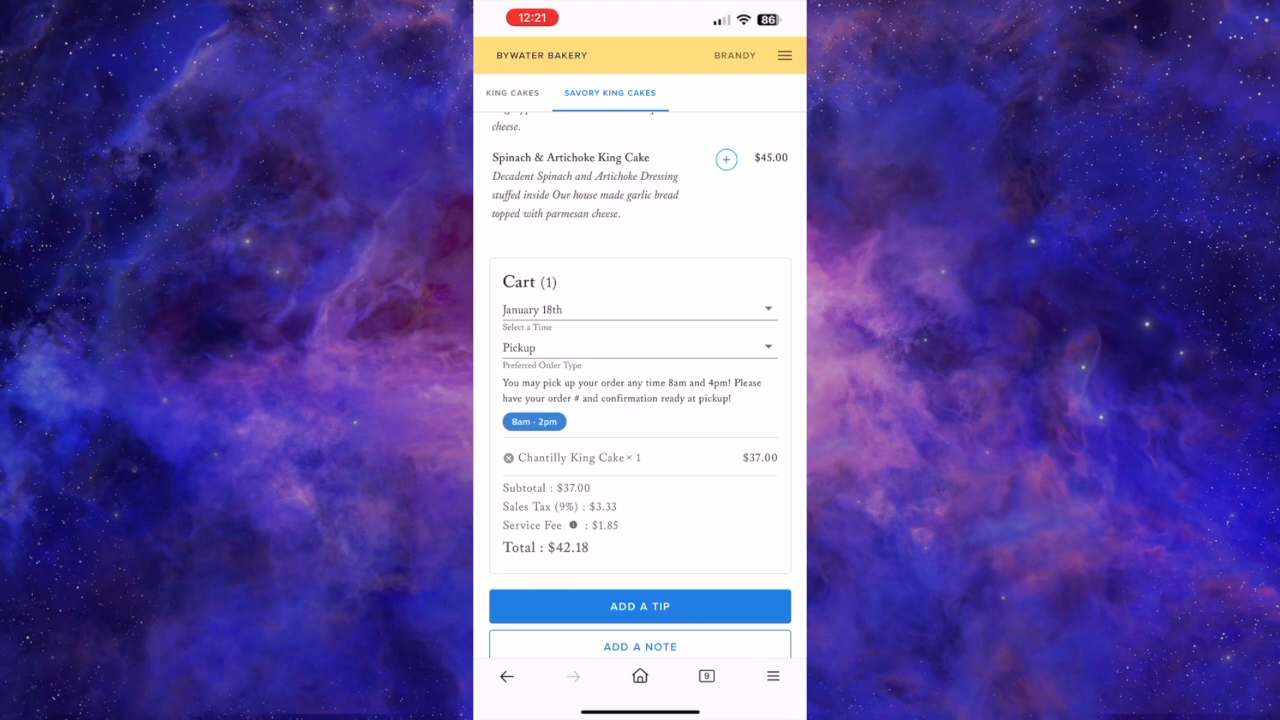 12:21
86
BYWATER BAKERY
BRANDY
KING CAKES
SAVORY KING CAKES
cheese.
Spinach & Artichoke King Cake
$45.00
Decadent Spinach and Artichoke Dressing
stuffed inside Our house made garlic bread
topped with parmesan cheese.
Cart (1)
January 18th
Select a Time
Pickup
Preferred Order Type
You may pick up your order any time 8am and 4pm! Please
have your order # and confirmation ready at pickup!
8am - 2pm
Chantilly King Cake × 1
$37.00
Subtotal : $37.00
Sales Tax (9%) : $3.33
Service Fee : $1.85
Total : $42.18
ADD A TIP
ADD A NOTE
9